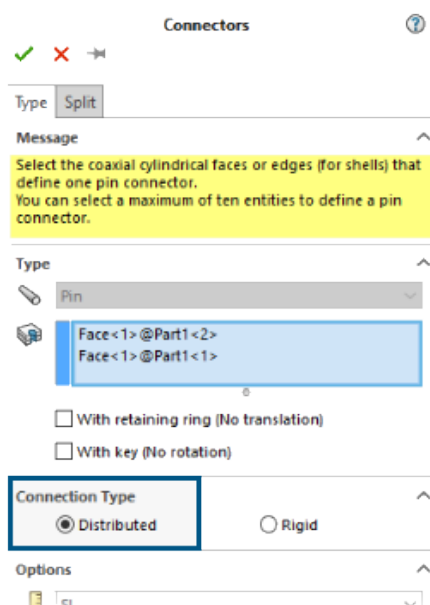 Connectors
Type Split
Message
Select the coaxial cylindrical faces or edges (for shells) that
define one pin connector.
You can select a maximum of ten entities to define a pin
connector.
Type
Pin
Face<1>@Part1<2>
Face<1>@Part1<1>
With retaining ring (No translation)
With key (No rotation)
Connection Type
Distributed Rigid
Options